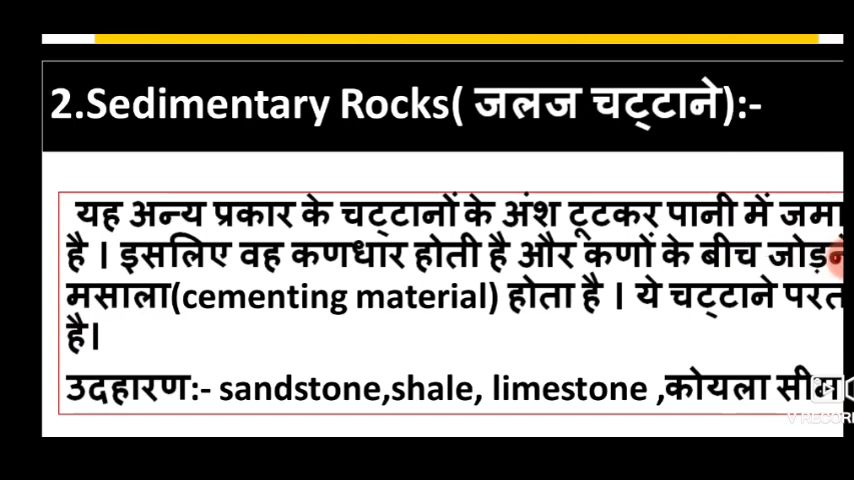 2.Sedimentary Rocks( जलज चट्टाने):-
यह अन्य प्रकार के चट्टानों के अंश टूटकर पानी में जमा
है । इसलिए वह कणधार होती है और कणों के बीच
मसाला(cementing material) होता है । ये चट्टाने
है।
उदहारण:- sandstone,shale, limestone ,कोयला